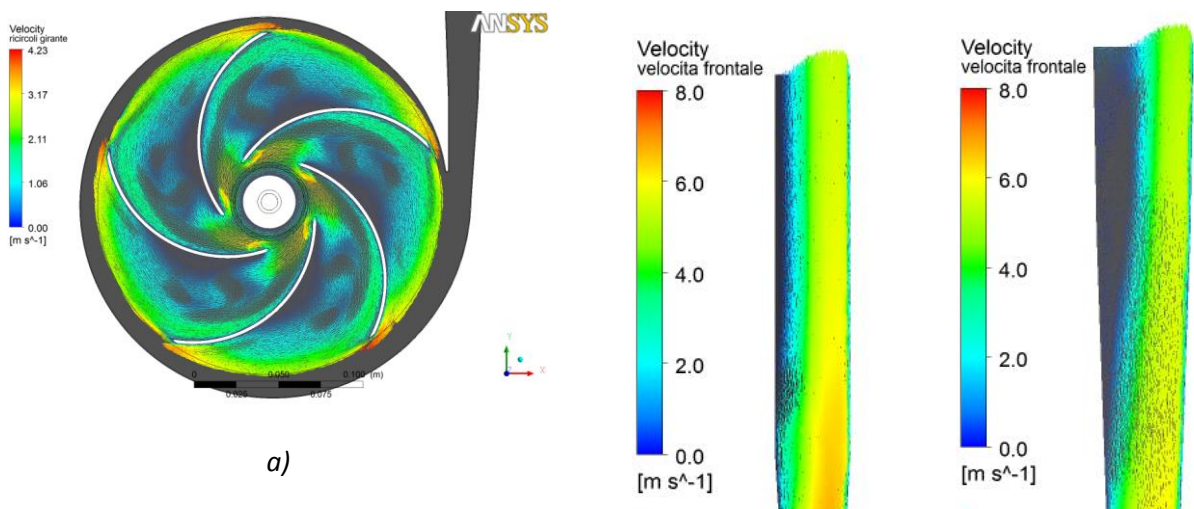 Velocity
ricircoli girante
4.23
3.17
2.11
1.06
0.00
[m s^-1]
ANSYS
0 0.050 0.100 (m)
0.025 0.075
Y
X
a)
Velocity
velocita frontale
8.0
6.0
4.0
2.0
0.0
[m s^-1]
Velocity
velocita frontale
8.0
6.0
4.0
2.0
0.0
[m s^-1]